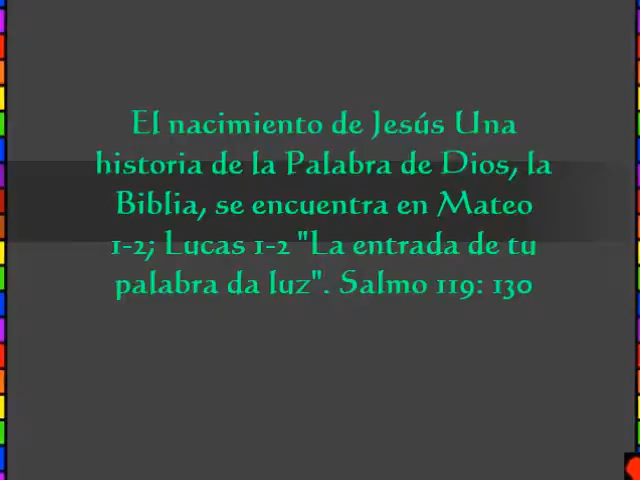 El nacimiento de Jesús Una
historia de la Palabra de Dios, la
Biblia, se encuentra en Mateo
1-2; Lucas 1-2 "La entrada de tu
palabra da luz". Salmo 119: 130